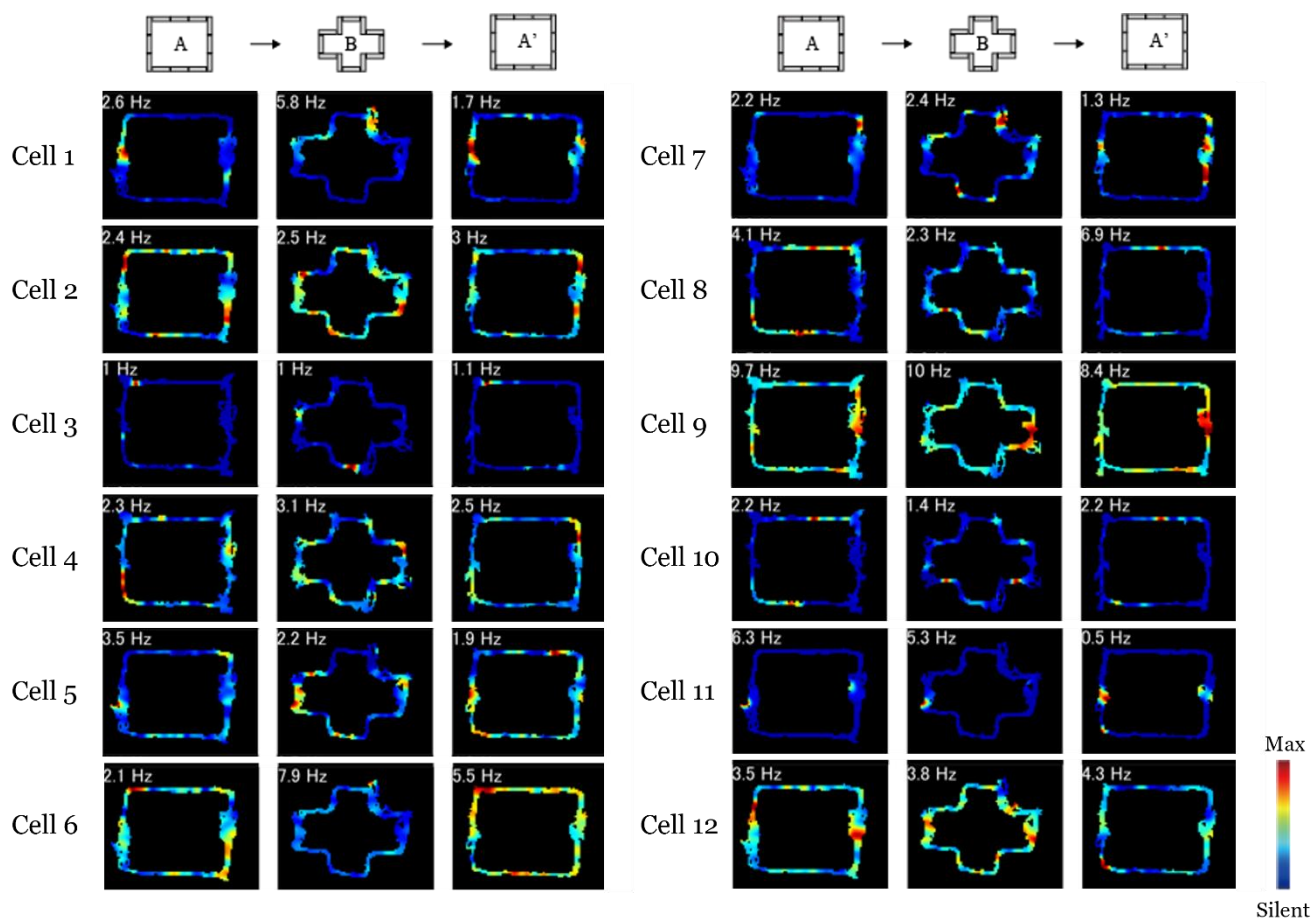 A B A’ A B A’
2.6 Hz 5.8 Hz 1.7 Hz 2.2 Hz 2.4 Hz 1.3 Hz
Cell 1 Cell 7
2.4 Hz 2.5 Hz 3 Hz 4.1 Hz 2.3 Hz 6.9 Hz
Cell 2 Cell 8
1 Hz 1 Hz 1.1 Hz 9.7 Hz 10 Hz 8.4 Hz
Cell 3 Cell 9
2.3 Hz 3.1 Hz 2.5 Hz 2.2 Hz 1.4 Hz 2.2 Hz
Cell 4 Cell 10
3.5 Hz 2.2 Hz 1.9 Hz 6.3 Hz 5.3 Hz 0.5 Hz
Cell 5 Cell 11
2.1 Hz 7.9 Hz 5.5 Hz 3.5 Hz 3.8 Hz 4.3 Hz
Cell 6 Cell 12
Max
Silent